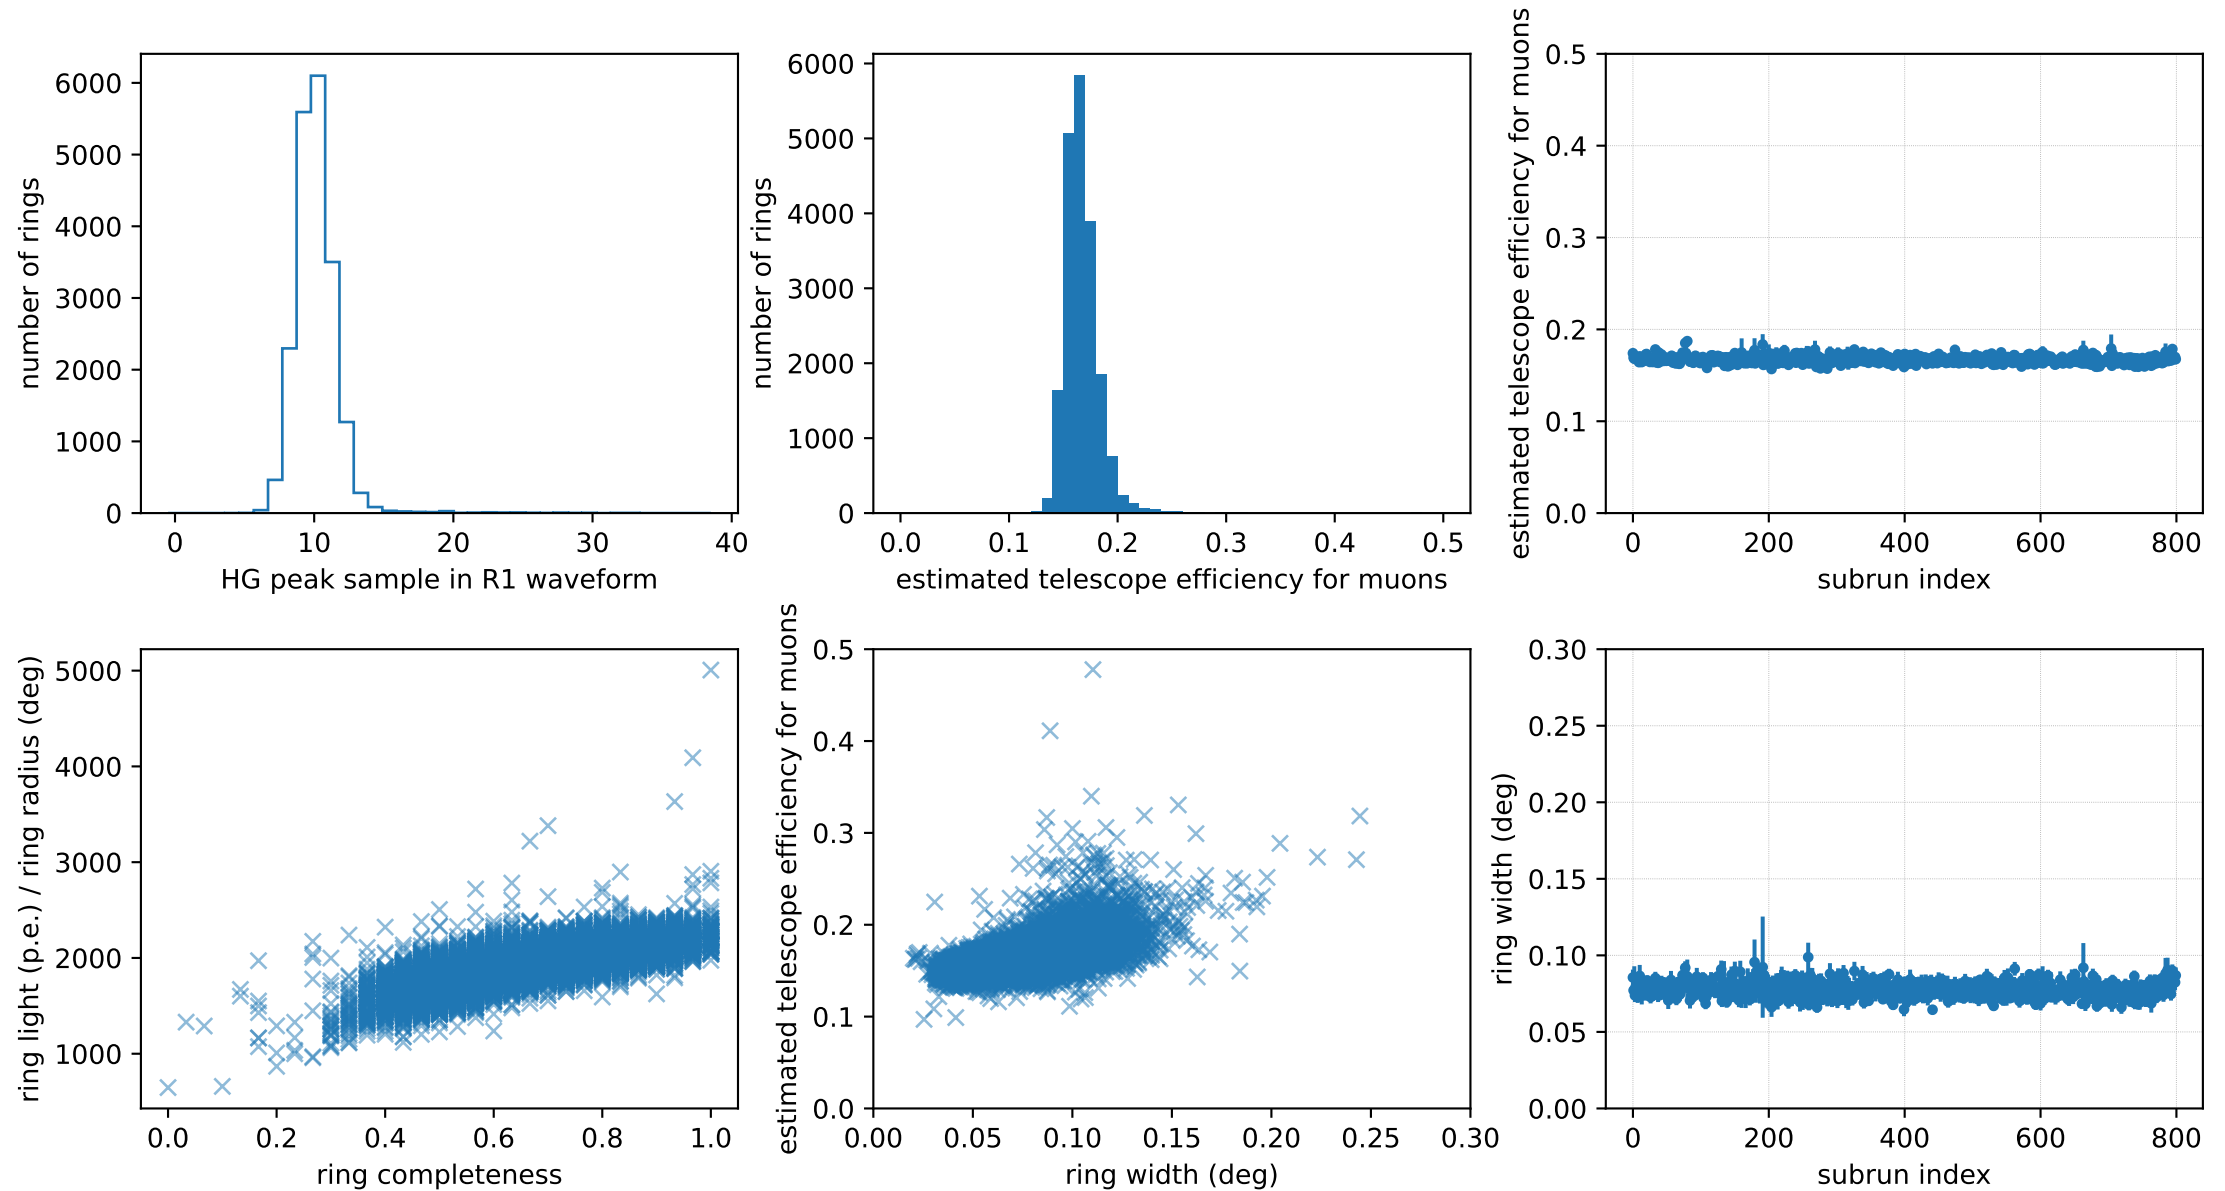 6000
5000
4000
3000
2000
1000
0
number of rings
0 10 20 30 40
HG peak sample in R1 waveform
6000
5000
4000
3000
2000
1000
0
number of rings
0.0 0.1 0.2 0.3 0.4 0.5
estimated telescope efficiency for muons
0.5
0.4
0.3
0.2
0.1
0.0
estimated telescope efficiency for muons
0 200 400 600 800
subrun index
5000
4000
3000
2000
1000
ring light (p.e.) / ring radius (deg)
0.0 0.2 0.4 0.6 0.8 1.0
ring completeness
0.5
0.4
0.3
0.2
0.1
0.0
estimated telescope efficiency for muons
0.00 0.05 0.10 0.15 0.20 0.25 0.30
ring width (deg)
0.30
0.25
0.20
0.15
0.10
0.05
0.00
ring width (deg)
0 200 400 600 800
subrun index